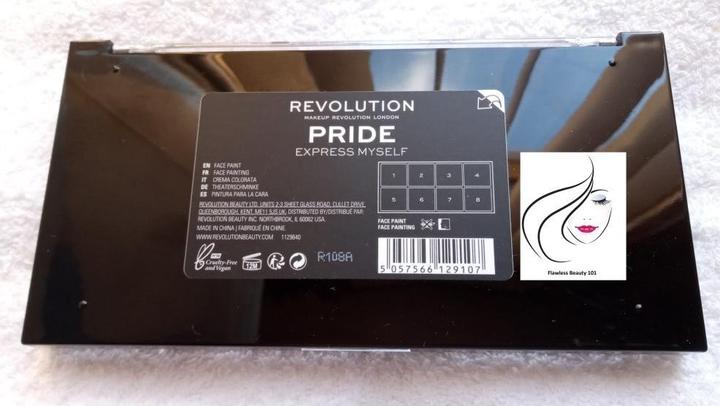 REVOLUTION
MAKEUP REVOLUTION LONDON
PRIDE
EXPRESS MYSELF
EN FACE PAINT
FR FACE PAINTING
IT CREMA COLORATA
DE THEATERSCHMINKE
ES PINTURA PARA LA CARA
REVOLUTION BEAUTY LTD. UNITS 2-3 SHEET GLASS ROAD, CULLET DRIVE,
QUEENBOROUGH, KENT, ME11 5JS UK. DISTRIBUTED BY/DISTRIBUÉ PAR:
REVOLUTION BEAUTY INC NORTHBROOK, IL 60062 USA.
MADE IN CHINA / FABRIQUÉ EN CHINE.
WWW.REVOLUTIONBEAUTY.COM 1129640
Cruelty-Free
and Vegan
12M
R108A
1 2 3 4
5 6 7 8
FACE PAINT
FACE PAINTING
5 057566 129107
Flawless Beauty 101